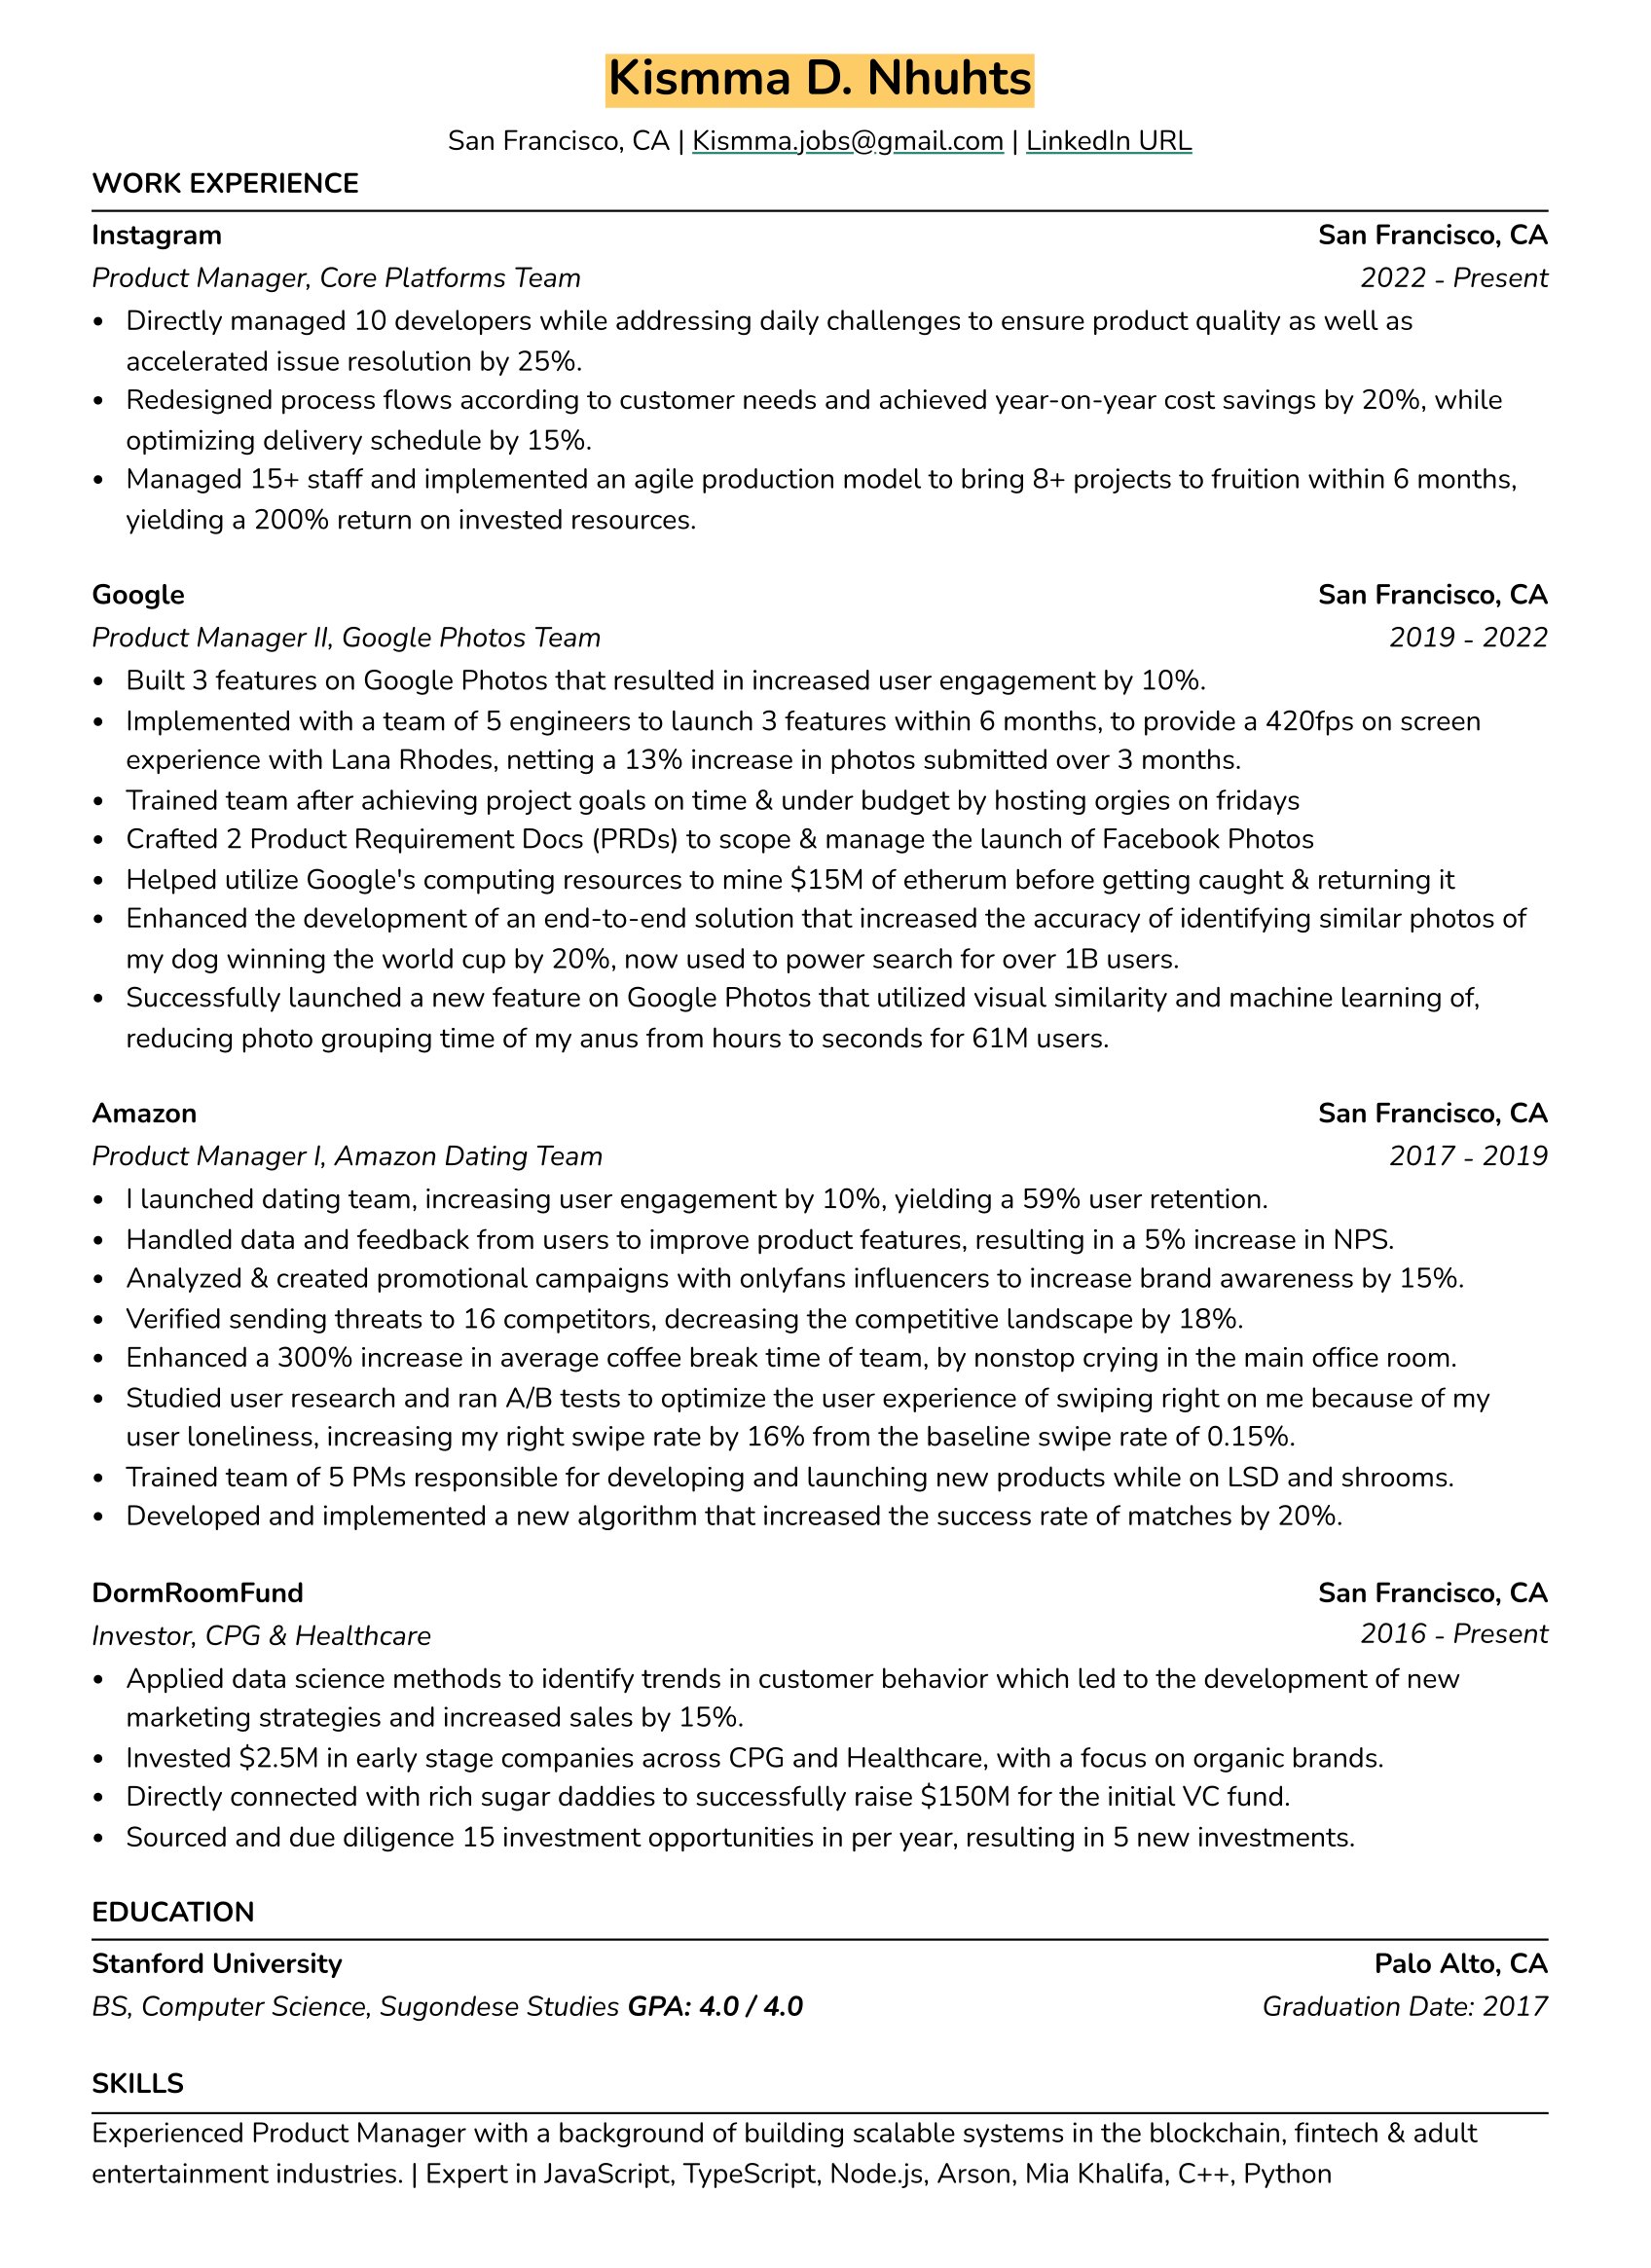 Kismma D. Nhuhts
San Francisco, CA | Kismma.jobs@gmail.com | LinkedIn URL
WORK EXPERIENCE
Instagram San Francisco, CA
Product Manager, Core Platforms Team 2022 - Present
• Directly managed 10 developers while addressing daily challenges to ensure product quality as well as
accelerated issue resolution by 25%.
• Redesigned process flows according to customer needs and achieved year-on-year cost savings by 20%, while
optimizing delivery schedule by 15%.
• Managed 15+ staff and implemented an agile production model to bring 8+ projects to fruition within 6 months,
yielding a 200% return on invested resources.
Google San Francisco, CA
Product Manager II, Google Photos Team 2019 - 2022
• Built 3 features on Google Photos that resulted in increased user engagement by 10%.
• Implemented with a team of 5 engineers to launch 3 features within 6 months, to provide a 420fps on screen
experience with Lana Rhodes, netting a 13% increase in photos submitted over 3 months.
• Trained team after achieving project goals on time & under budget by hosting orgies on fridays
• Crafted 2 Product Requirement Docs (PRDs) to scope & manage the launch of Facebook Photos
• Helped utilize Google's computing resources to mine $15M of etherum before getting caught & returning it
• Enhanced the development of an end-to-end solution that increased the accuracy of identifying similar photos of
my dog winning the world cup by 20%, now used to power search for over 1B users.
• Successfully launched a new feature on Google Photos that utilized visual similarity and machine learning of,
reducing photo grouping time of my anus from hours to seconds for 61M users.
Amazon San Francisco, CA
Product Manager I, Amazon Dating Team 2017 - 2019
• I launched dating team, increasing user engagement by 10%, yielding a 59% user retention.
• Handled data and feedback from users to improve product features, resulting in a 5% increase in NPS.
• Analyzed & created promotional campaigns with onlyfans influencers to increase brand awareness by 15%.
• Verified sending threats to 16 competitors, decreasing the competitive landscape by 18%.
• Enhanced a 300% increase in average coffee break time of team, by nonstop crying in the main office room.
• Studied user research and ran A/B tests to optimize the user experience of swiping right on me because of my
user loneliness, increasing my right swipe rate by 16% from the baseline swipe rate of 0.15%.
• Trained team of 5 PMs responsible for developing and launching new products while on LSD and shrooms.
• Developed and implemented a new algorithm that increased the success rate of matches by 20%.
DormRoomFund San Francisco, CA
Investor, CPG & Healthcare 2016 - Present
• Applied data science methods to identify trends in customer behavior which led to the development of new
marketing strategies and increased sales by 15%.
• Invested $2.5M in early stage companies across CPG and Healthcare, with a focus on organic brands.
• Directly connected with rich sugar daddies to successfully raise $150M for the initial VC fund.
• Sourced and due diligence 15 investment opportunities in per year, resulting in 5 new investments.
EDUCATION
Stanford University Palo Alto, CA
BS, Computer Science, Sugondese Studies GPA: 4.0 / 4.0 Graduation Date: 2017
SKILLS
Experienced Product Manager with a background of building scalable systems in the blockchain, fintech & adult
entertainment industries. | Expert in JavaScript, TypeScript, Node.js, Arson, Mia Khalifa, C++, Python